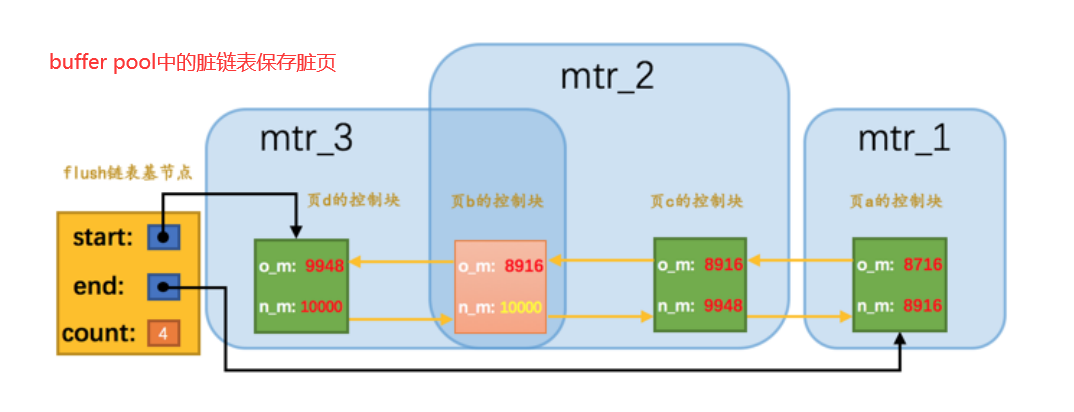 buffer pool中的脏链表保存脏页
mtr_2
mtr_3
mtr_1
flush链表基节点
页d的控制块
页b的控制块
页c的控制块
页a的控制块
start:
end:
count: 4
o_m: 9948
n_m: 10000
o_m: 8916
n_m: 10000
o_m: 8916
n_m: 9948
o_m: 8716
n_m: 8916